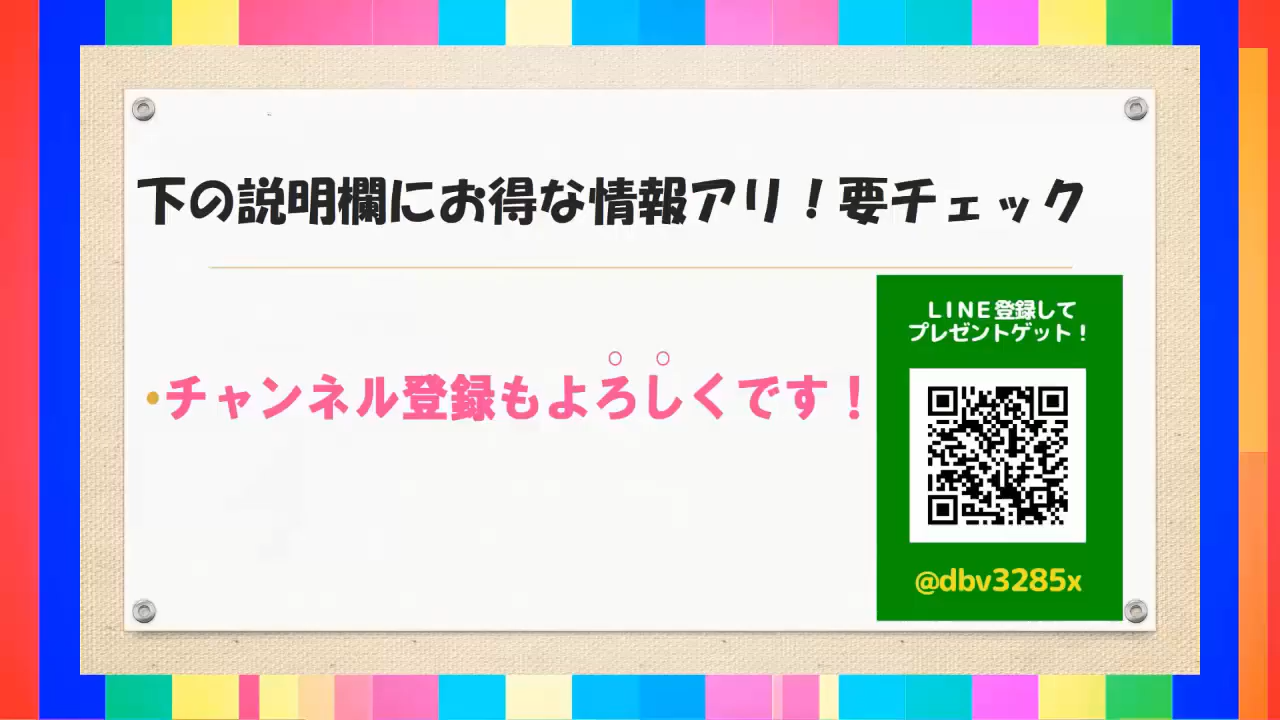 下の説明欄にお得な情報アリ！要チェック
•チャンネル登録もよろしくです！
LINE登録して
プレゼントゲット！
@dbv3285x